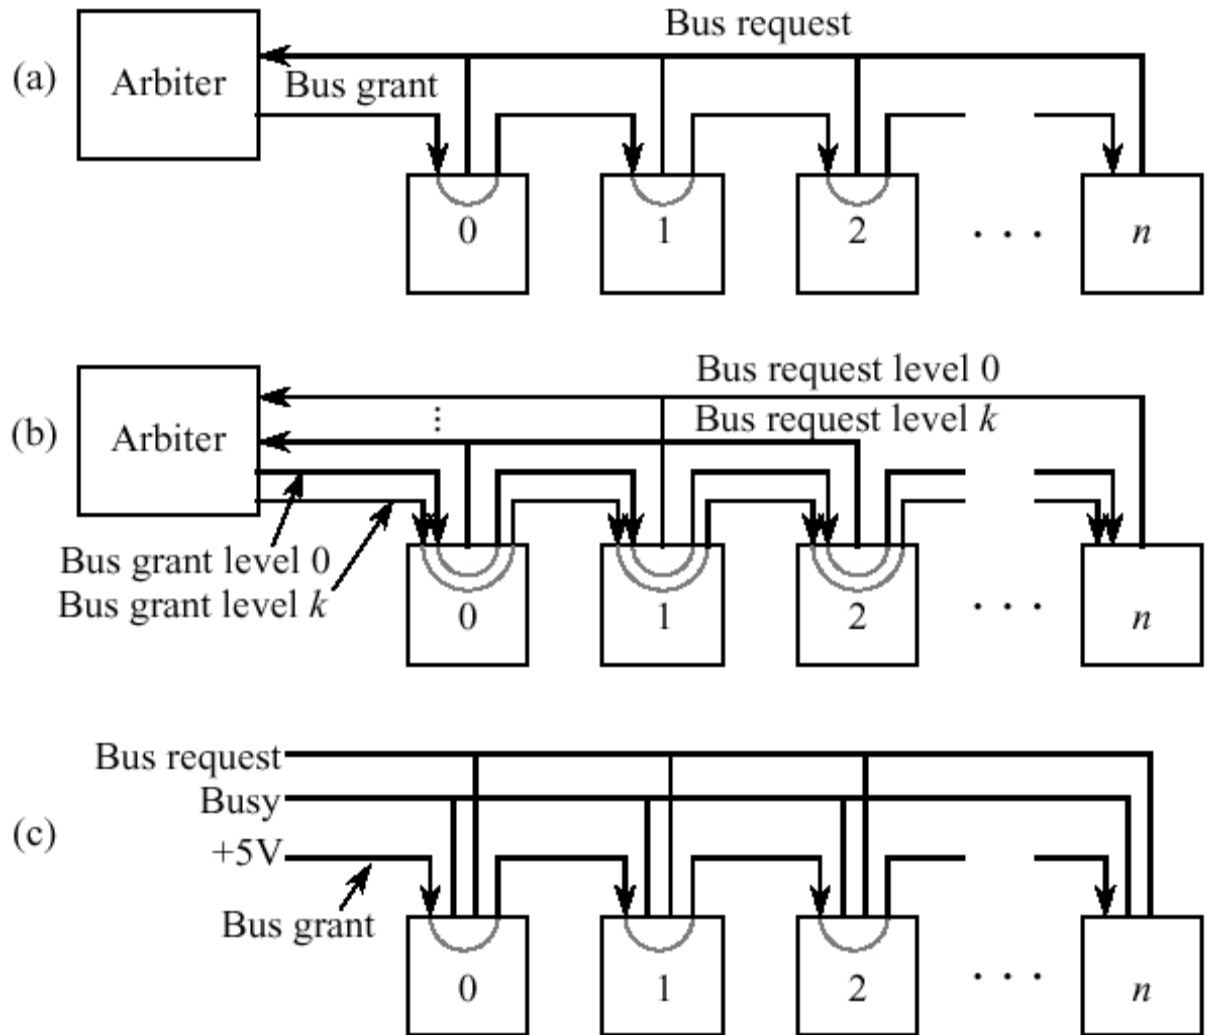 Bus request
(a)
Arbiter
Bus grant
0
1
2
. . .
n
Bus request level 0
(b)
Arbiter
⋮
Bus request level k
Bus grant level 0
Bus grant level k
0
1
2
. . .
n
Bus request
Busy
(c)
+5V
Bus grant
0
1
2
. . .
n